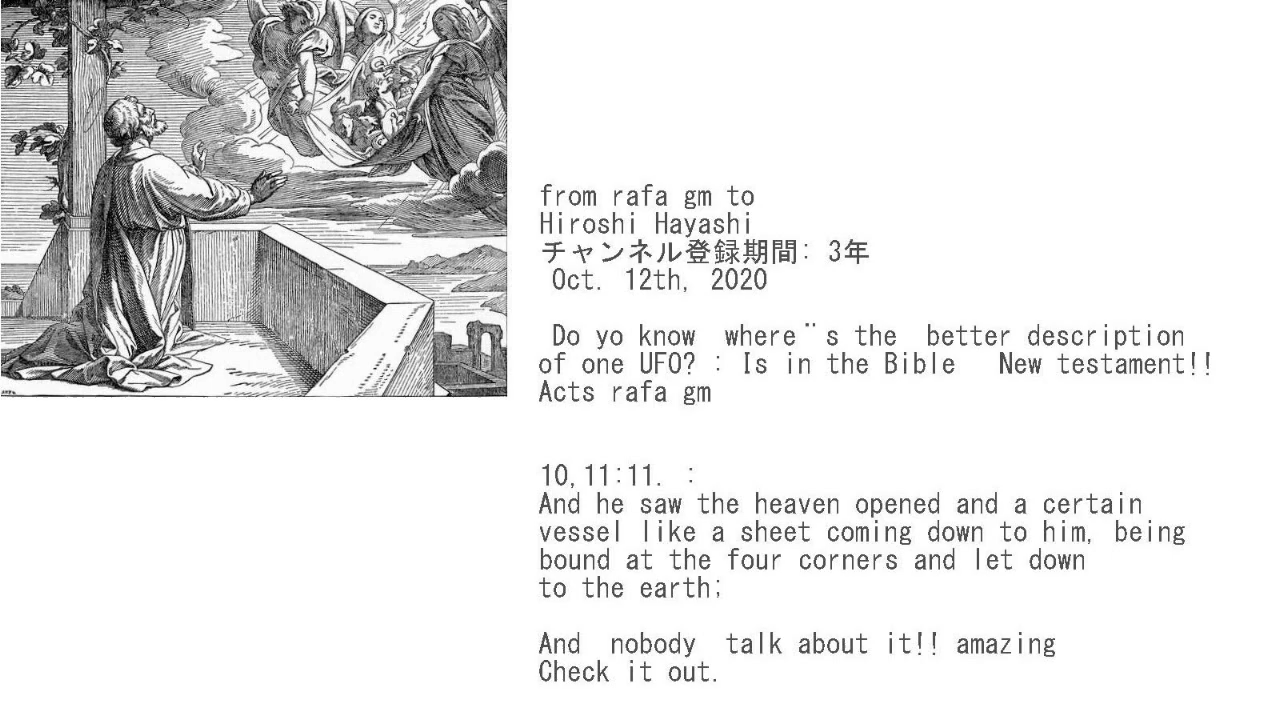 from rafa gm to
Hiroshi Hayashi
チャンネル登録期間: 3年
Oct. 12th, 2020
Do yo know where¨s the better description
of one UFO? : Is in the Bible New testament!!
Acts rafa gm
10,11:11. :
And he saw the heaven opened and a certain
vessel like a sheet coming down to him, being
bound at the four corners and let down
to the earth;
And nobody talk about it!! amazing
Check it out.